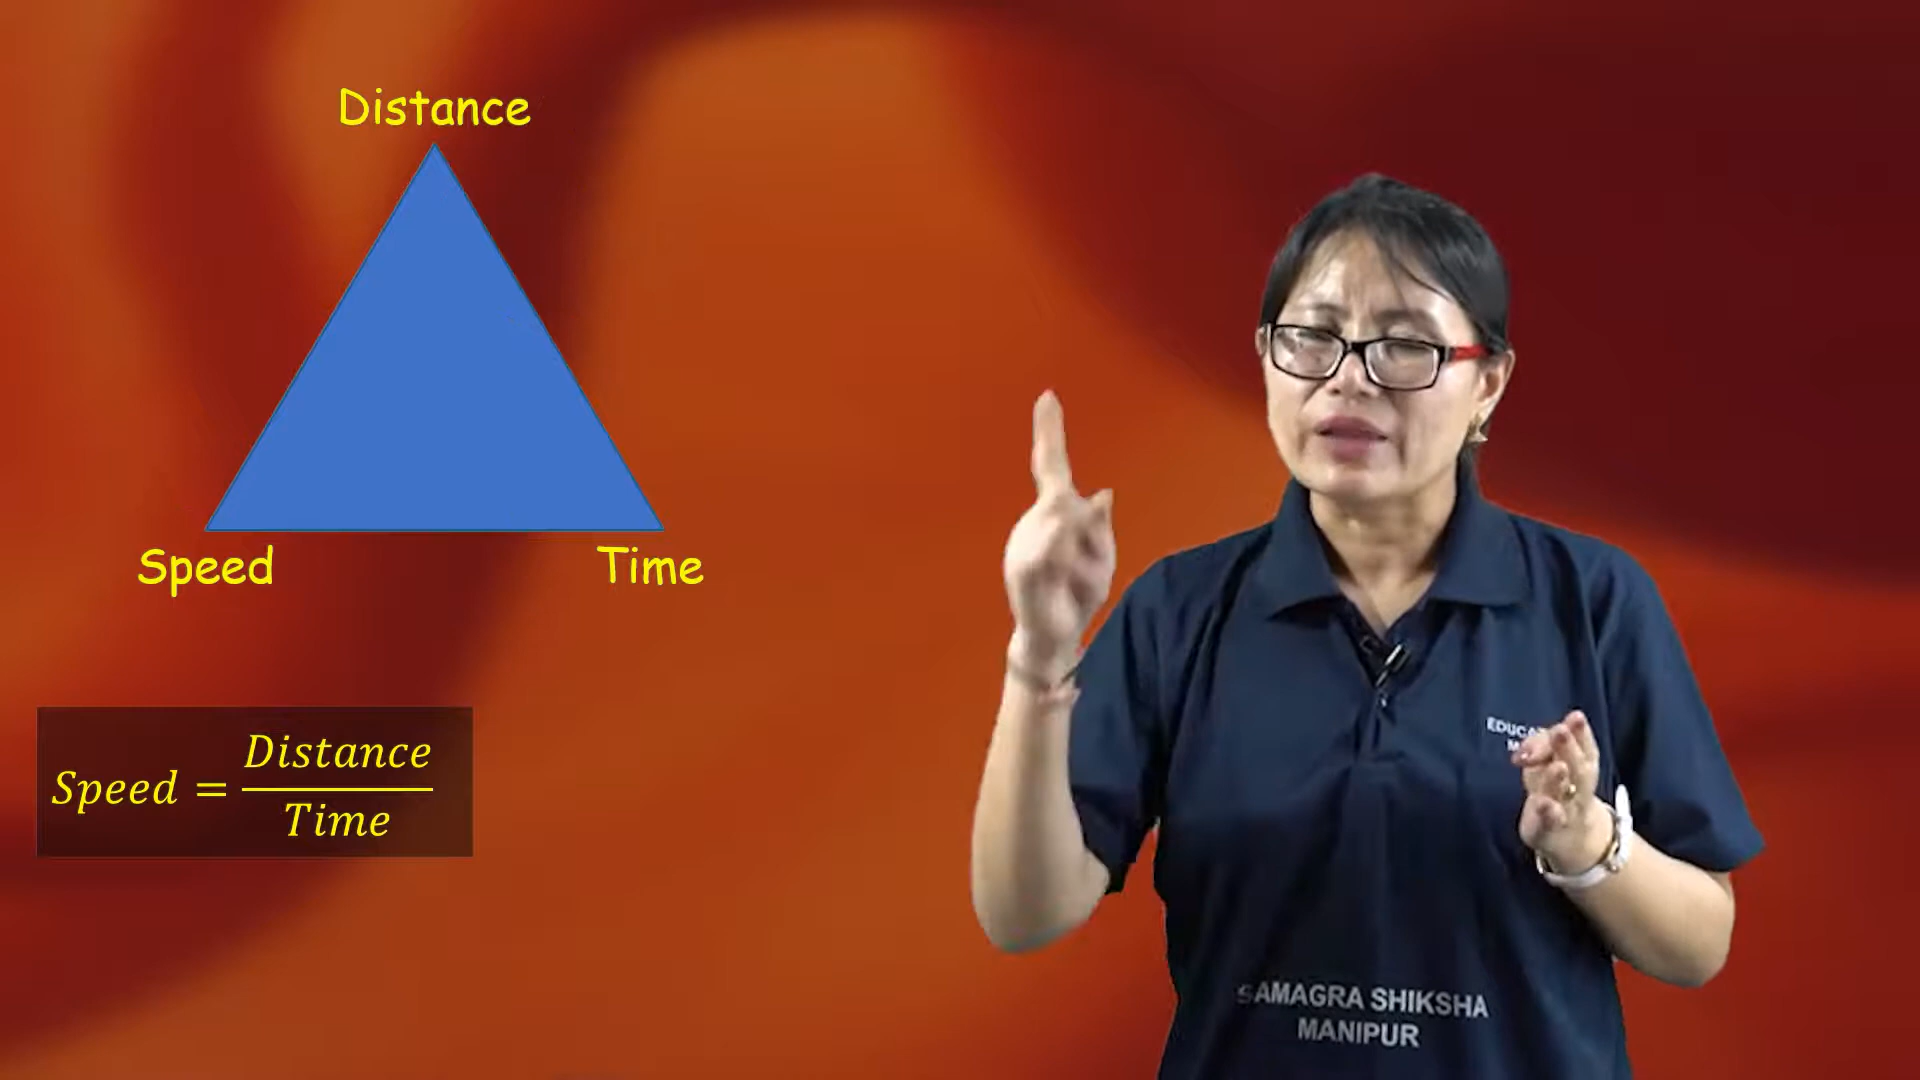 Distance
Speed Time
Speed = Distance / Time
SAMAGRA SHIKSHA
MANIPUR